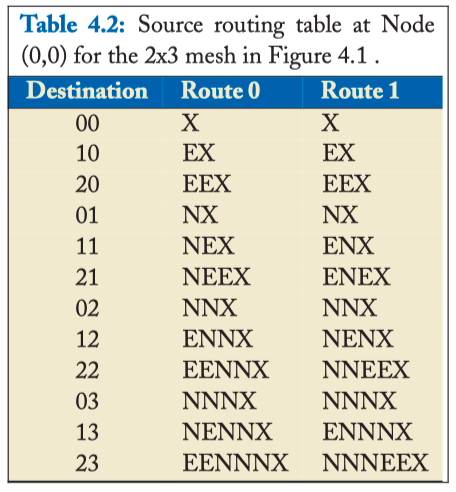 Table 4.2: Source routing table at Node
(0,0) for the 2x3 mesh in Figure 4.1 .
Destination Route 0 Route 1
00 X X
10 EX EX
20 EEX EEX
01 NX NX
11 NEX ENX
21 NEEX ENEX
02 NNX NNX
12 ENNX NENX
22 EENNX NNEEX
03 NNNX NNNX
13 NENNX ENNNX
23 EENNNX NNNEEX